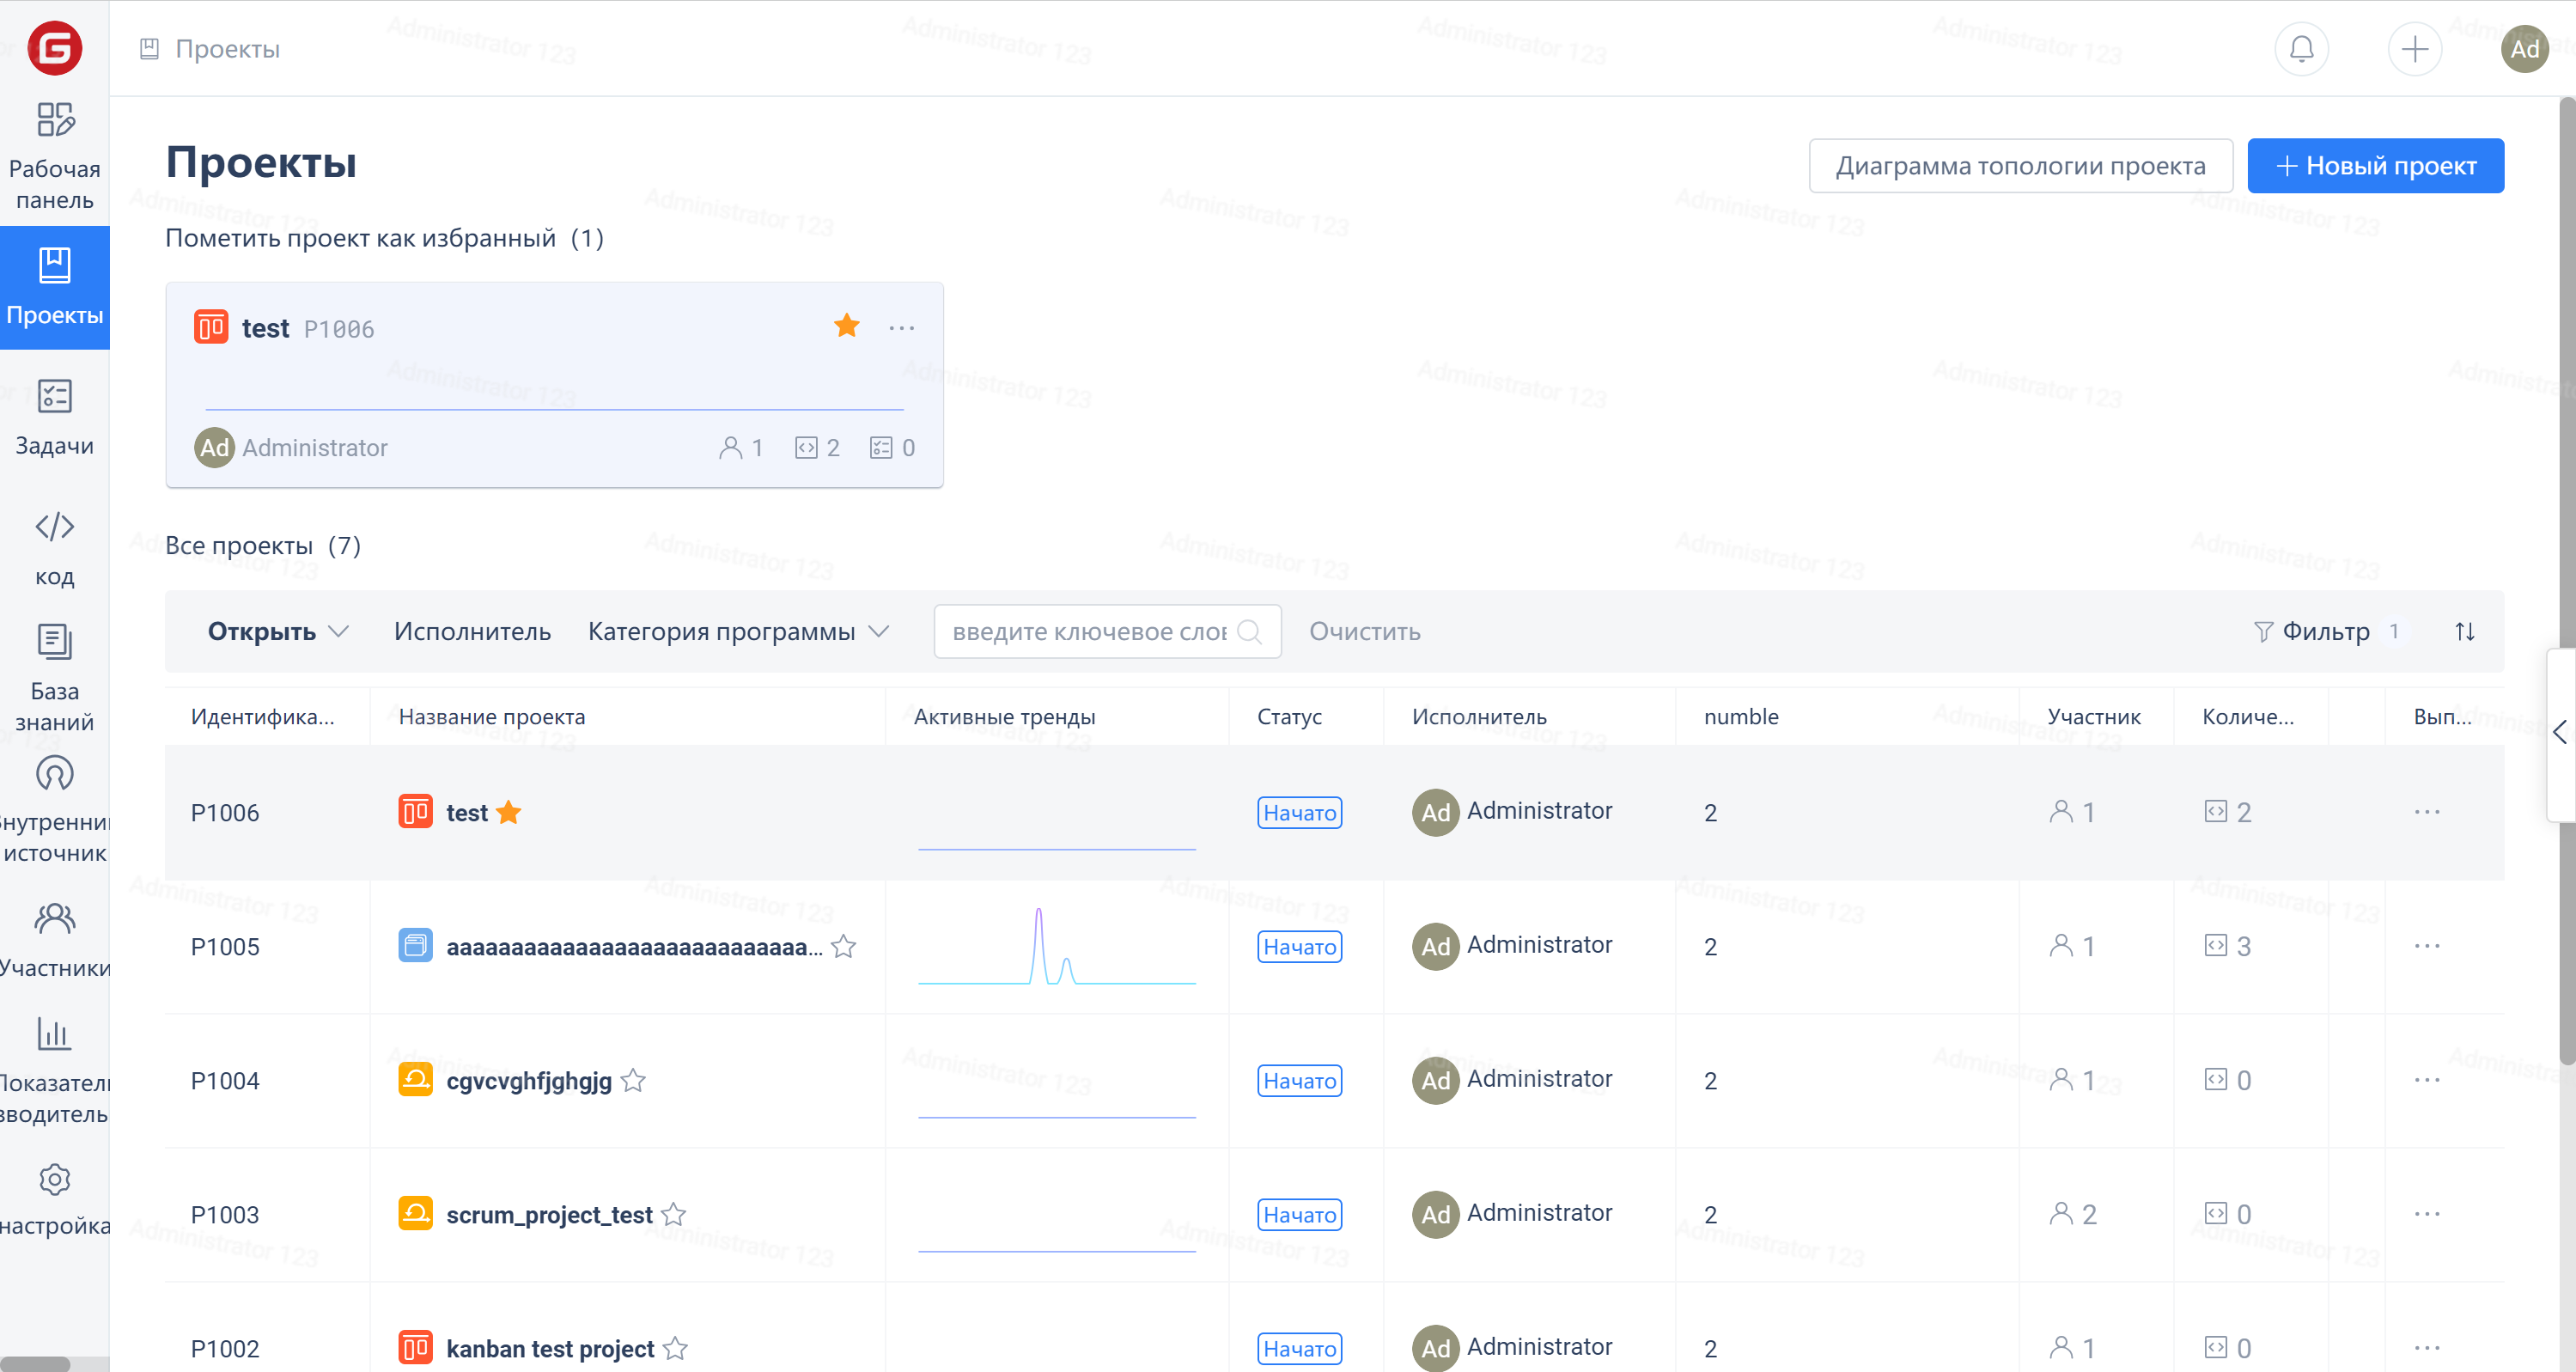 Проекты
Ad
Рабочая
панель
Проекты
Задачи
код
База
знаний
Внутренни
источник
Участники
Показатели
зводитель
настройка
Проекты
Диаграмма топологии проекта
Новый проект
Пометить проект как избранный (1)
test P1006
Ad Administrator 1 2 0
Все проекты (7)
Открыть Исполнитель Категория программы введите ключевое слов Очистить Фильтр 1
Идентифика... Название проекта Активные тренды Статус Исполнитель numble Участник Количе... Вып...
P1006 test Начато Ad Administrator 2 1 2 ...
P1005 aaaaaaaaaaaaaaaaaaaaaaaaaaaa... Начато Ad Administrator 2 1 3 ...
P1004 cgvcvghfjghgjg Начато Ad Administrator 2 1 0 ...
P1003 scrum_project_test Начато Ad Administrator 2 2 0 ...
P1002 kanban test project Начато Ad Administrator 2 1 0 ...
Administrator 123